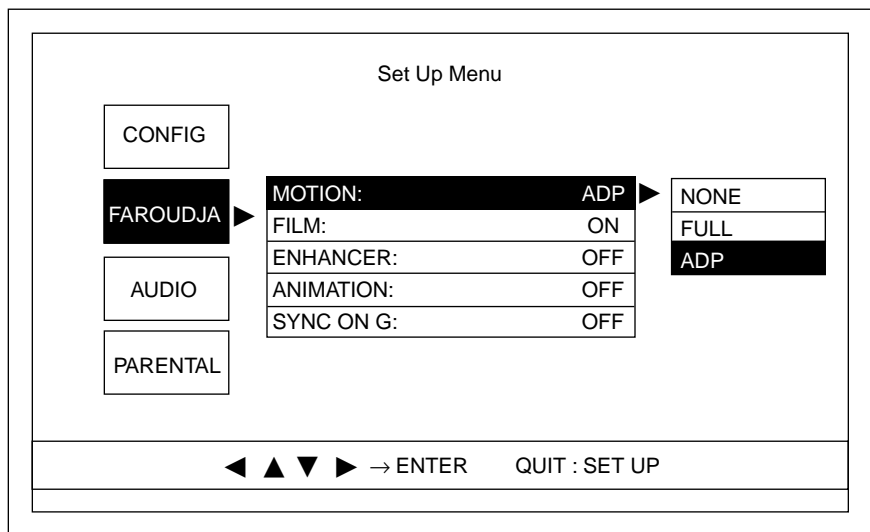 Set Up Menu
CONFIG
FAROUDJA
AUDIO
PARENTAL
MOTION: ADP
FILM: ON
ENHANCER: OFF
ANIMATION: OFF
SYNC ON G: OFF
NONE
FULL
ADP
◀ ▲ ▼ ▶ → ENTER QUIT : SET UP